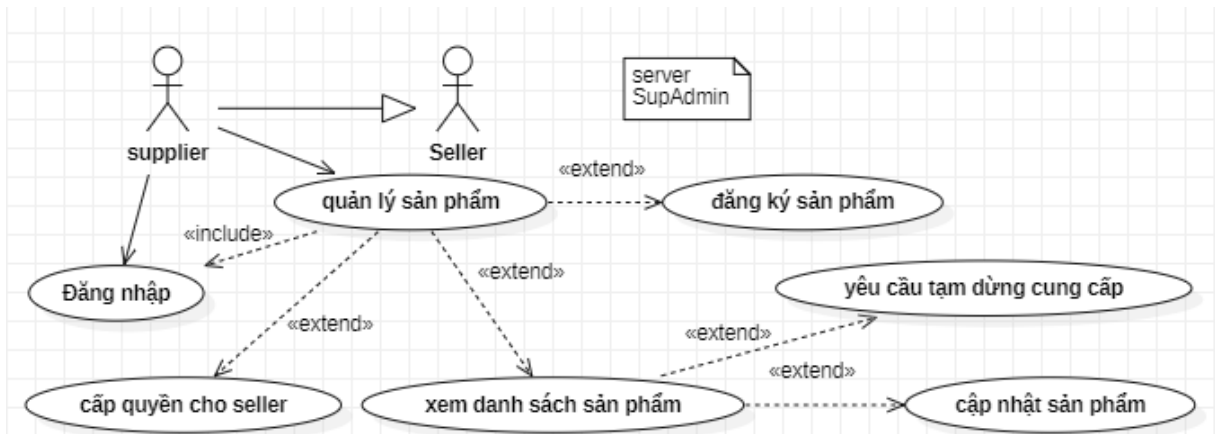 server
SupAdmin
supplier
Seller
«extend»
quản lý sản phẩm
đăng ký sản phẩm
«include»
«extend»
Đăng nhập
yêu cầu tạm dừng cung cấp
«extend»
«extend»
«extend»
cấp quyền cho seller
xem danh sách sản phẩm
cập nhật sản phẩm